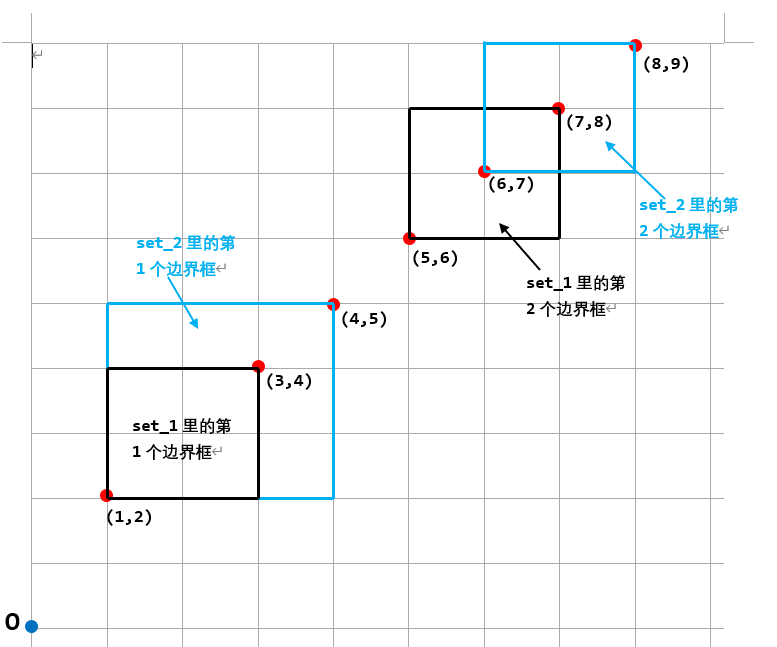 (8,9)
(7,8)
(6,7)
set_2 里的第
2 个边界框↵
set_2 里的第
1 个边界框↵
(5,6)
set_1 里的第
2 个边界框↵
(4,5)
(3,4)
set_1 里的第
1 个边界框↵
(1,2)
O